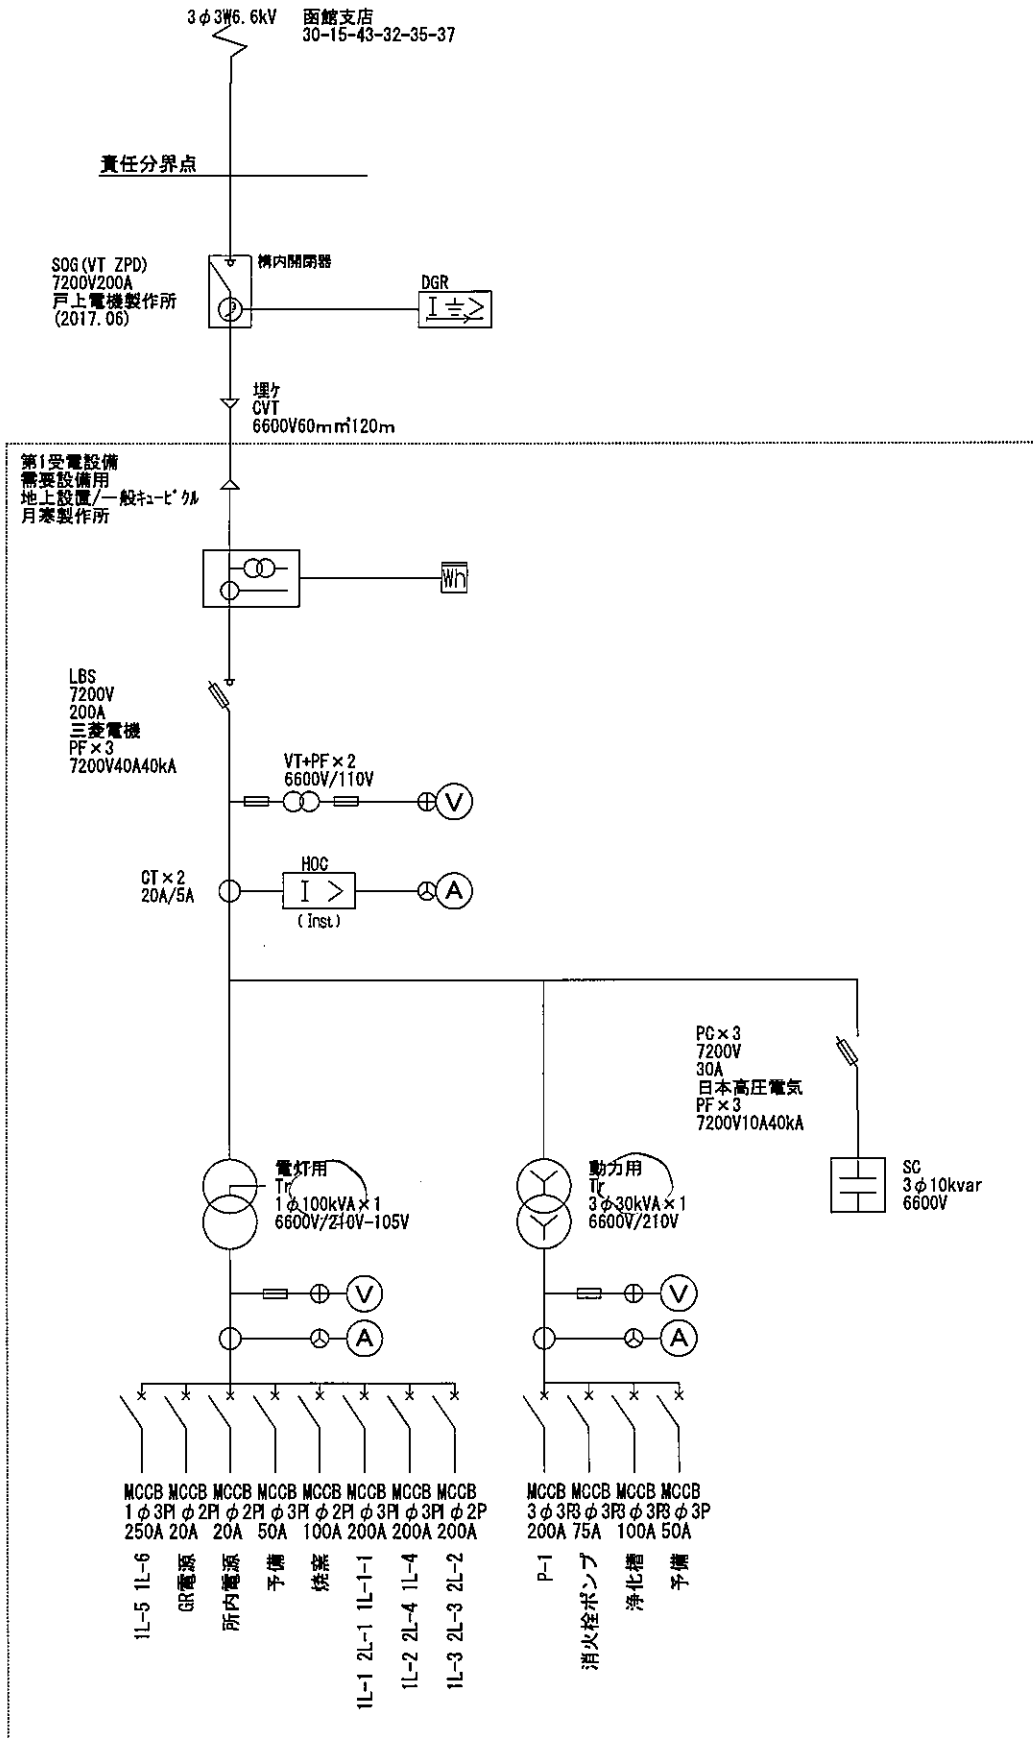 3φ3W6.6kV
函館支店
30-15-43-32-35-37
責任分界点
SOG(VT ZPD)
7200V200A
戸上電機製作所
(2017.06)
構内開閉器
DGR
I ⏚ >
埋ケ
CVT
6600V60m㎡120m
第1受電設備
需要設備用
地上設置/一般キュービクル
月寒製作所
Wh
LBS
7200V
200A
三菱電機
PF×3
7200V40A40kA
VT+PF×2
6600V/110V
V
CT×2
20A/5A
HOC
I >
(Inst)
A
PC×3
7200V
30A
日本高圧電気
PF×3
7200V10A40kA
SC
3φ10kvar
6600V
電灯用
Tr
1φ100kVA×1
6600V/210V-105V
動力用
Tr
3φ30kVA×1
6600V/210V
V
A
V
A
MCCB
1φ3P
250A
1L-5 1L-6
MCCB
1φ2P
20A
GR電源
MCCB
1φ2P
20A
所内電源
MCCB
1φ3P
50A
予備
MCCB
1φ2P
100A
焼窯
MCCB
1φ3P
200A
1L-1 2L-1 1L-1-1
MCCB
1φ3P
200A
1L-2 2L-4 1L-4
MCCB
1φ2P
200A
1L-3 2L-3 2L-2
MCCB
3φ3P
200A
P-1
MCCB
3φ3P
75A
消火栓ポンプ
MCCB
3φ3P
100A
浄化槽
MCCB
3φ3P
50A
予備